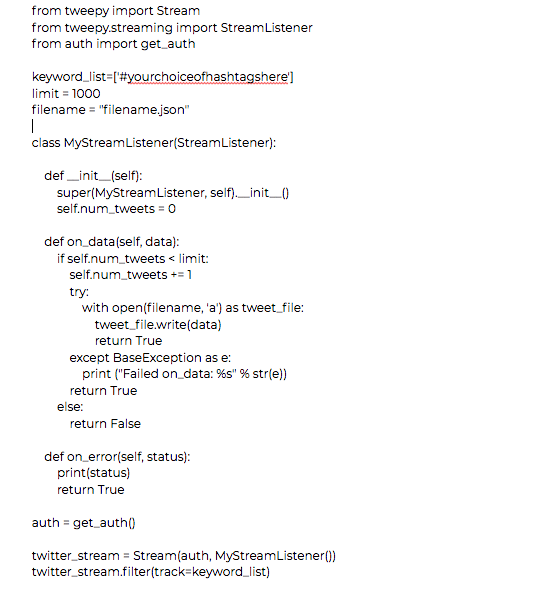 from tweepy import Stream
from tweepy.streaming import StreamListener
from auth import get_auth

keyword_list=['#yourchoiceofhashtagshere']
limit = 1000
filename = "filename.json"

class MyStreamListener(StreamListener):

    def __init__(self):
        super(MyStreamListener, self).__init__()
        self.num_tweets = 0

    def on_data(self, data):
        if self.num_tweets < limit:
            self.num_tweets += 1
            try:
                with open(filename, 'a') as tweet_file:
                    tweet_file.write(data)
                    return True
            except BaseException as e:
                print ("Failed on_data: %s" % str(e))
            return True
        else:
            return False

    def on_error(self, status):
        print(status)
        return True

auth = get_auth()

twitter_stream = Stream(auth, MyStreamListener())
twitter_stream.filter(track=keyword_list)